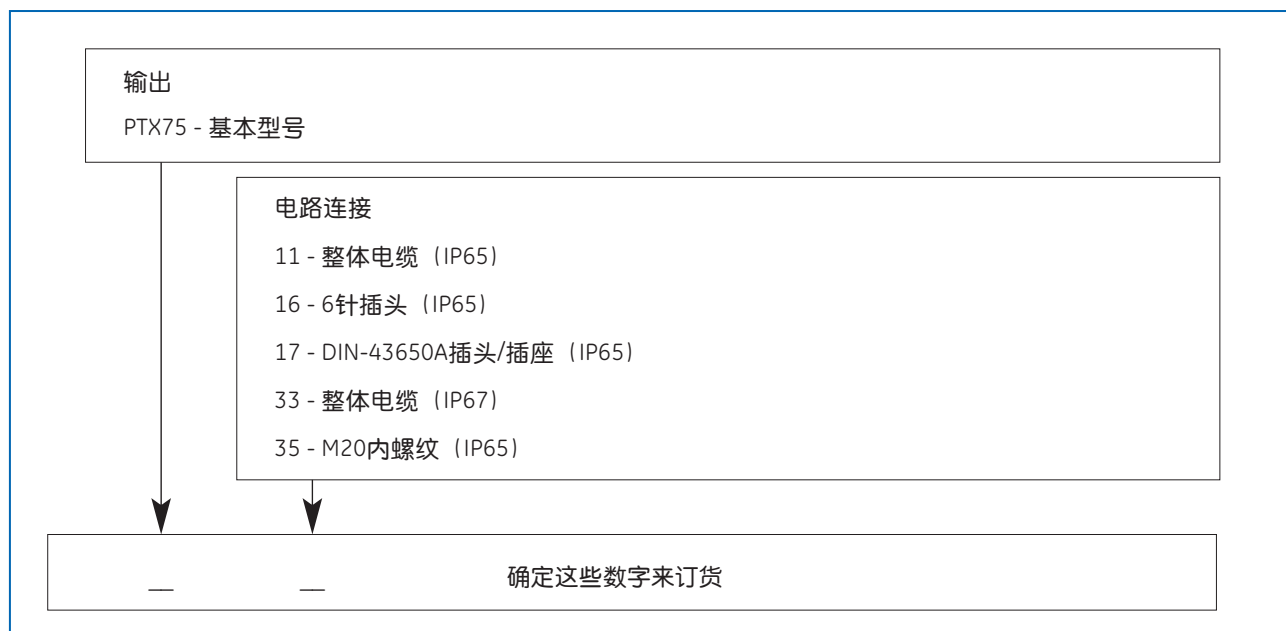 输出
PTX75 - 基本型号
电路连接
11 - 整体电缆（IP65）
16 - 6针插头（IP65）
17 - DIN-43650A插头/插座（IP65）
33 - 整体电缆（IP67）
35 - M20内螺纹（IP65）
__ __ 确定这些数字来订货